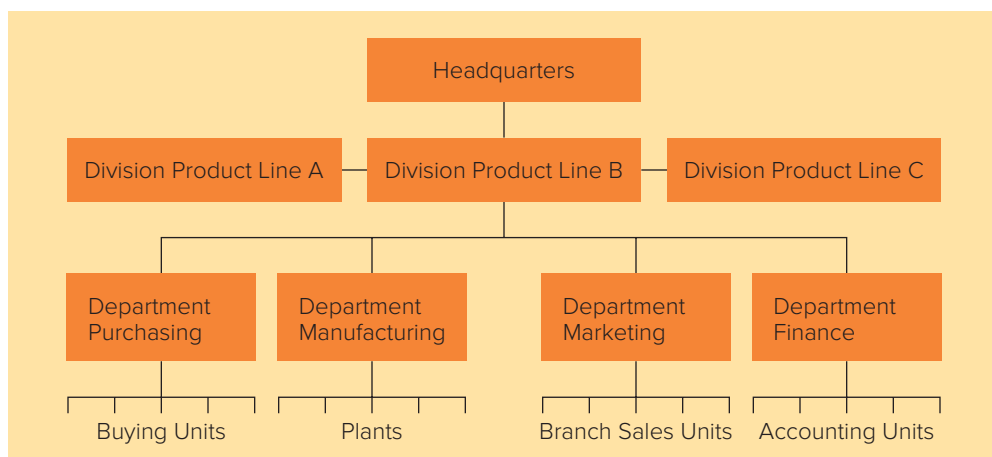 Headquarters
Division Product Line A
Division Product Line B
Division Product Line C
Department
Purchasing
Department
Manufacturing
Department
Marketing
Department
Finance
Buying Units
Plants
Branch Sales Units
Accounting Units